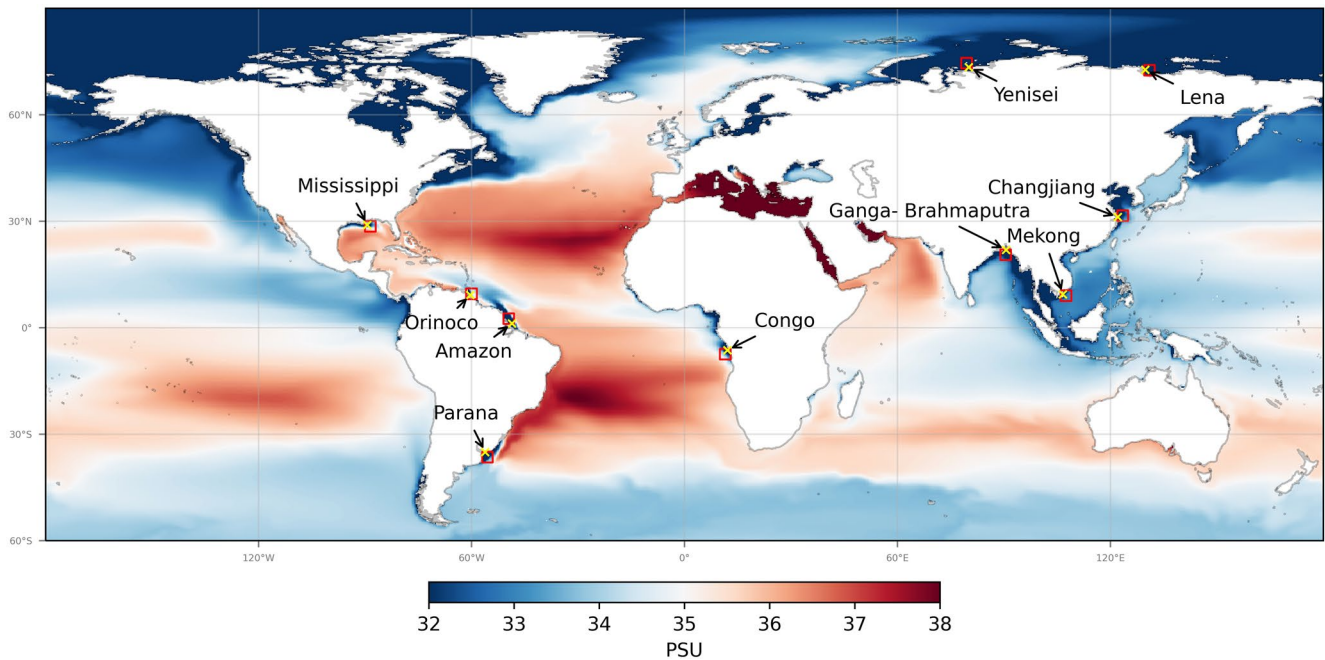 60°N
Yenisei
Lena
Mississippi
Changjiang
30°N
Ganga- Brahmaputra
Mekong
Orinoco
Congo
0°
Amazon
Parana
30°S
60°S
120°W
60°W
0°
60°E
120°E
32
33
34
35
36
37
38
PSU